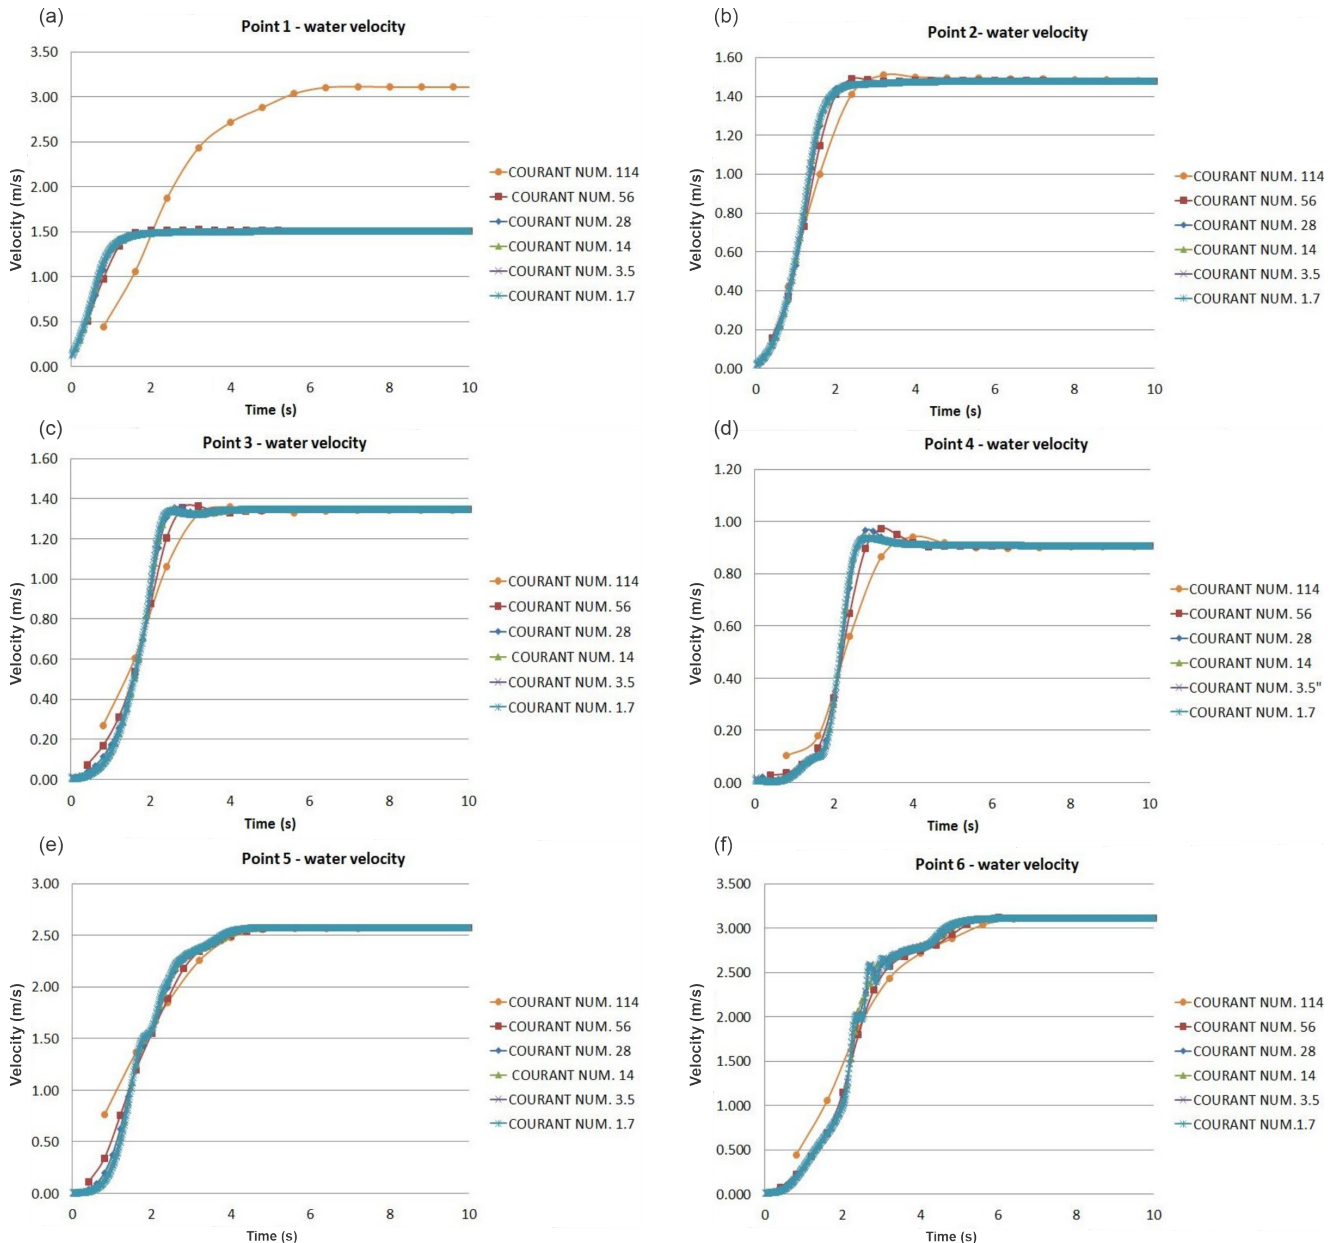 (a)
Point 1 - water velocity
3.50
3.00
2.50
2.00
1.50
1.00
0.50
0.00
0 2 4 6 8 10
Velocity (m/s)
Time (s)
COURANT NUM. 114
COURANT NUM. 56
COURANT NUM. 28
COURANT NUM. 14
COURANT NUM. 3.5
COURANT NUM. 1.7
(b)
Point 2- water velocity
1.60
1.40
1.20
1.00
0.80
0.60
0.40
0.20
0.00
0 2 4 6 8 10
Velocity (m/s)
Time (s)
COURANT NUM. 114
COURANT NUM. 56
COURANT NUM. 28
COURANT NUM. 14
COURANT NUM. 3.5
COURANT NUM. 1.7
(c)
Point 3 - water velocity
1.60
1.40
1.20
1.00
0.80
0.60
0.40
0.20
0.00
0 2 4 6 8 10
Velocity (m/s)
Time (s)
COURANT NUM. 114
COURANT NUM. 56
COURANT NUM. 28
COURANT NUM. 14
COURANT NUM. 3.5
COURANT NUM. 1.7
(d)
Point 4 - water velocity
1.20
1.00
0.80
0.60
0.40
0.20
0.00
0 2 4 6 8 10
Velocity (m/s)
Time (s)
COURANT NUM. 114
COURANT NUM. 56
COURANT NUM. 28
COURANT NUM. 14
COURANT NUM. 3.5"
COURANT NUM. 1.7
(e)
Point 5 - water velocity
3.00
2.50
2.00
1.50
1.00
0.50
0.00
0 2 4 6 8 10
Velocity (m/s)
Time (s)
COURANT NUM. 114
COURANT NUM. 56
COURANT NUM. 28
COURANT NUM. 14
COURANT NUM. 3.5
COURANT NUM. 1.7
(f)
Point 6 - water velocity
3.500
3.000
2.500
2.000
1.500
1.000
0.500
0.000
0 2 4 6 8 10
Velocity (m/s)
Time (s)
COURANT NUM. 114
COURANT NUM. 56
COURANT NUM. 28
COURANT NUM. 14
COURANT NUM. 3.5
COURANT NUM.1.7